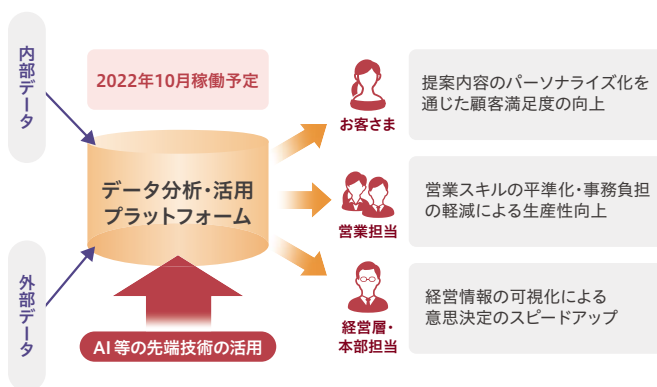 内部データ
2022年10月稼働予定
データ分析・活用
プラットフォーム
外部データ
AI等の先端技術の活用
お客さま
提案内容のパーソナライズ化を
通じた顧客満足度の向上
営業担当
営業スキルの平準化・事務負担
の軽減による生産性向上
経営層・
本部担当
経営情報の可視化による
意思決定のスピードアップ